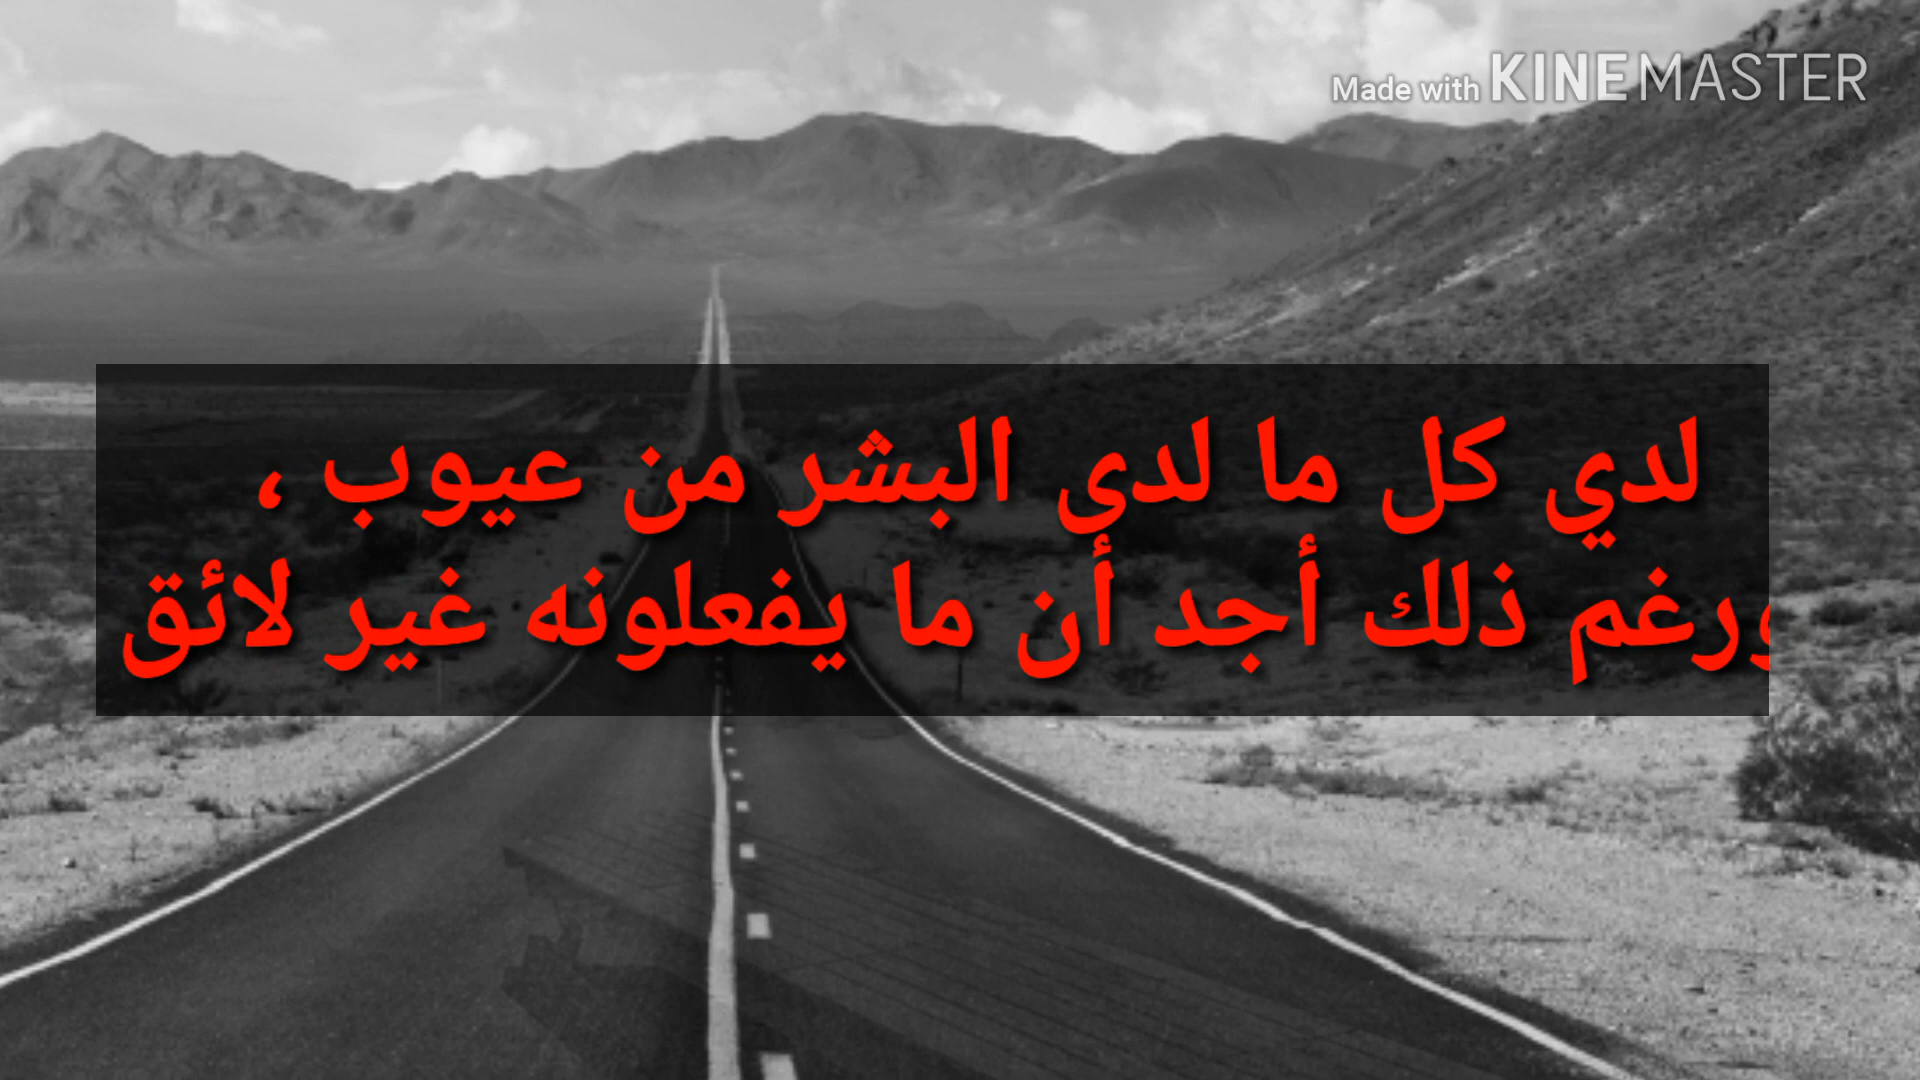 Made with KINEMASTER
لدي كل ما لدى البشر من عيوب ،
ورغم ذلك أجد أن ما يفعلونه غير لائق